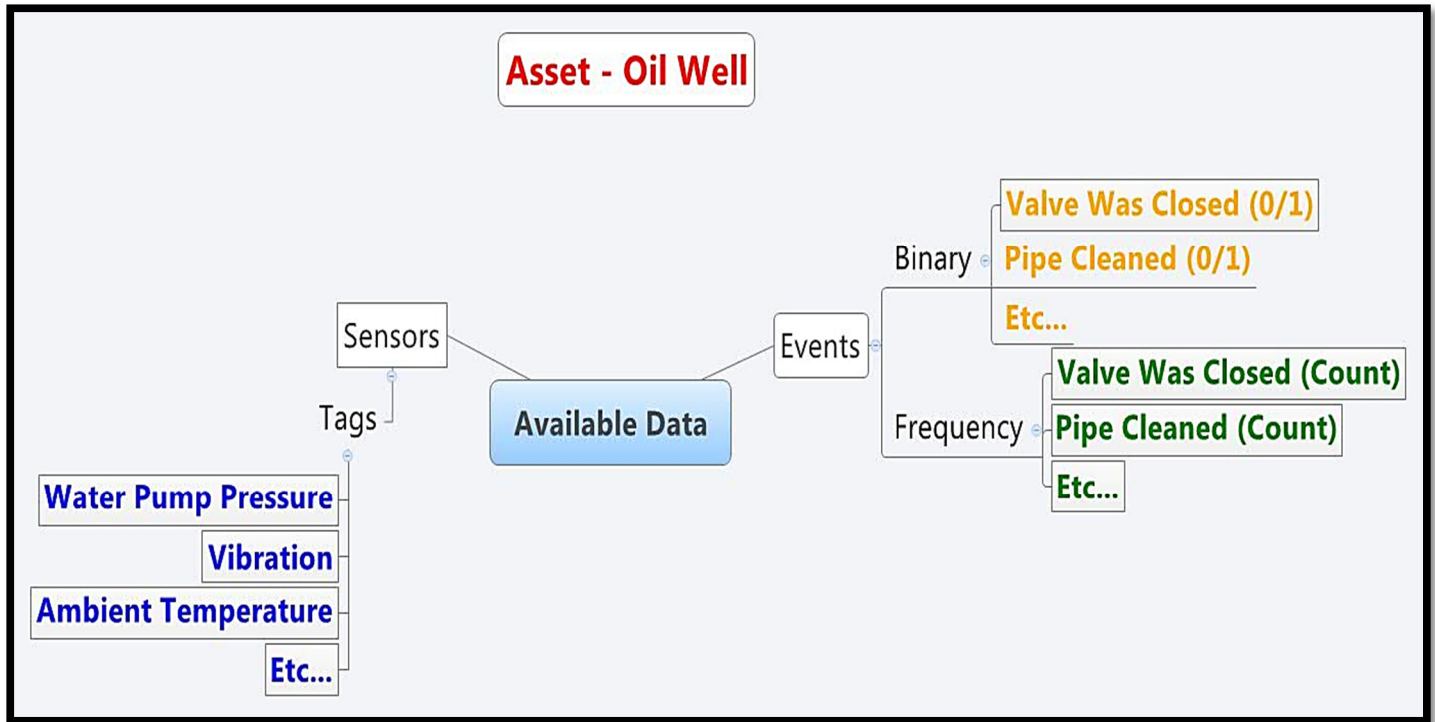 Asset - Oil Well
Available Data
Sensors
Tags
Water Pump Pressure
Vibration
Ambient Temperature
Etc...
Events
Binary
Valve Was Closed (0/1)
Pipe Cleaned (0/1)
Etc...
Frequency
Valve Was Closed (Count)
Pipe Cleaned (Count)
Etc...